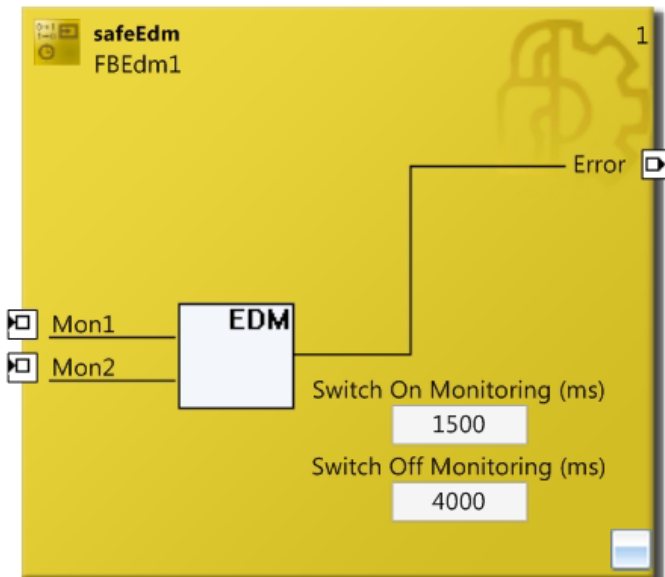 safeEdm
1
FBEdm1
Error
Mon1
EDM
Mon2
Switch On Monitoring (ms)
1500
Switch Off Monitoring (ms)
4000